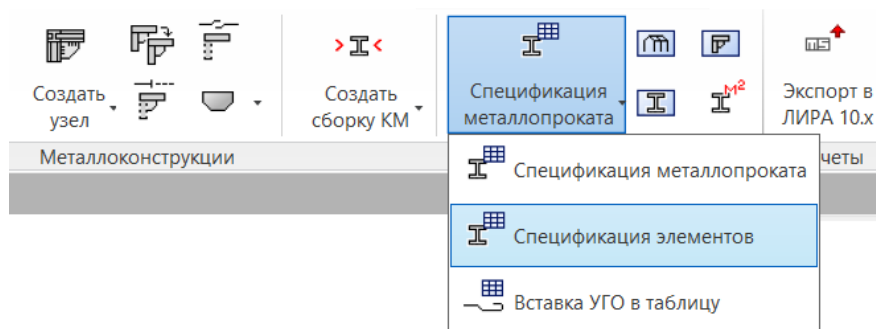 Создать
узел
Создать
сборку КМ
Спецификация
металлопроката
М²
Экспорт в
ЛИРА 10.x
Металлоконструкции
четы
Спецификация металлопроката
Спецификация элементов
Вставка УГО в таблицу